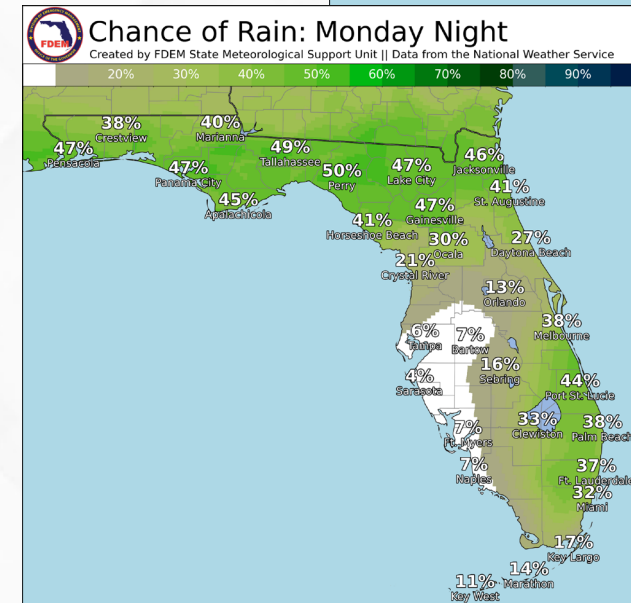 Chance of Rain: Monday Night
FDEM
Created by FDEM State Meteorological Support Unit || Data from the National Weather Service
20% 30% 40% 50% 60% 70% 80% 90%
38%
Crestview
40%
Marianna
47%
Pensacola
49%
Tallahassee
47%
Panama City
50%
Perry
47%
Lake City
46%
Jacksonville
45%
Apalachicola
41%
St. Augustine
47%
Gainesville
41%
Horseshoe Beach
30%
Ocala
27%
Daytona Beach
21%
Crystal River
13%
Orlando
38%
Melbourne
6%
Tampa
7%
Bartow
4%
Sarasota
16%
Sebring
44%
Port St. Lucie
33%
Clewiston
38%
Palm Beach
7%
Ft. Myers
7%
Naples
37%
Ft. Lauderdale
32%
Miami
17%
Key Largo
14%
Marathon
11%
Key West